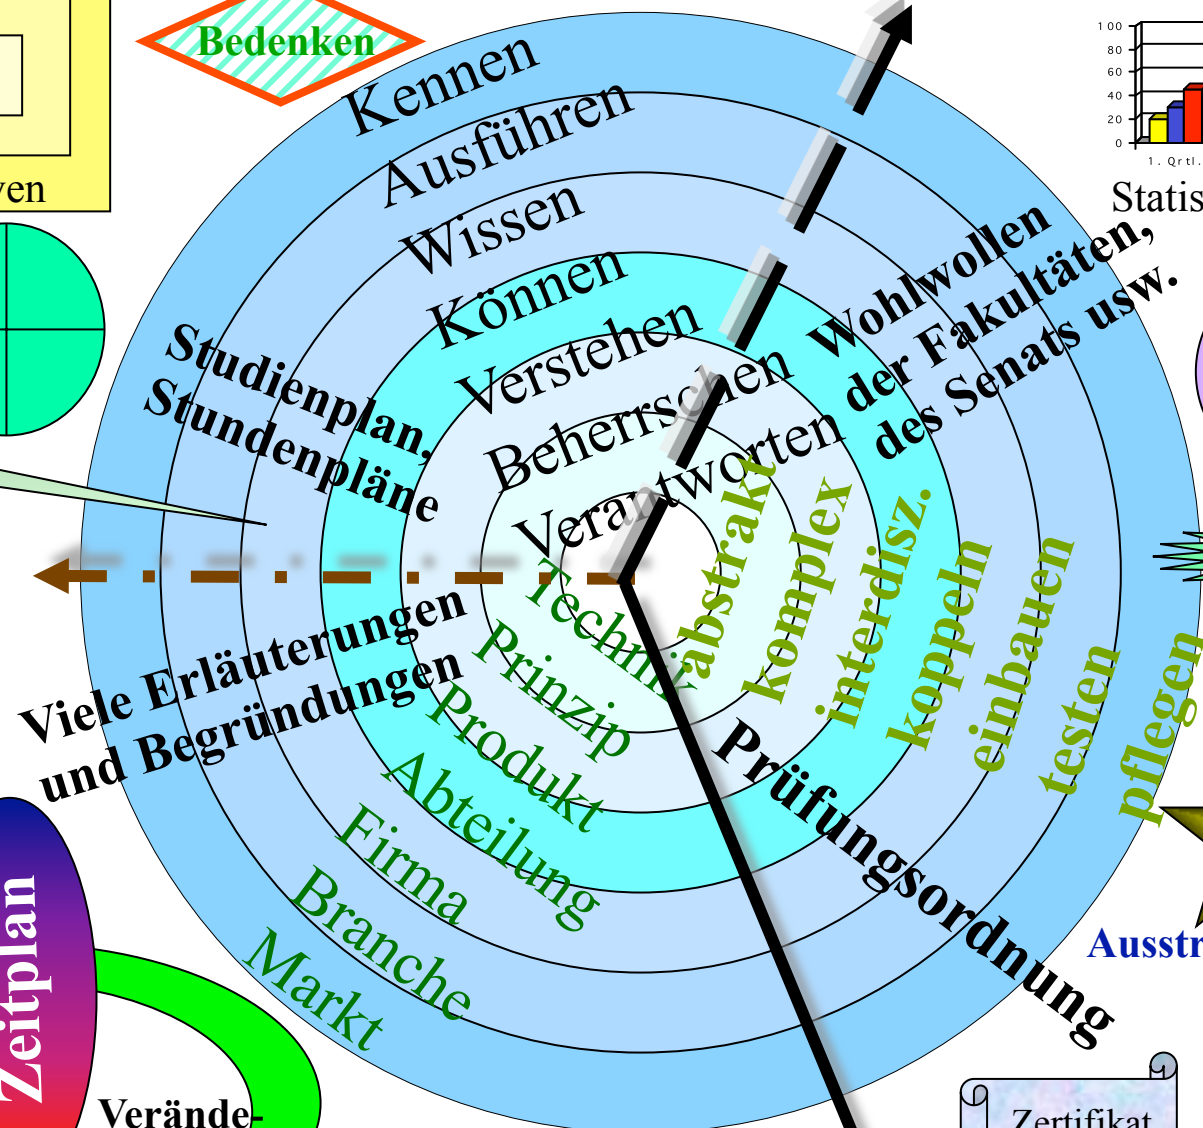 Bedenken
100
80
60
40
20
0
1. Qrtl.
Statis
ven
Kennen
Ausführen
Wissen
Können
Verstehen
Beherrschen
Verantworten
Wohlwollen
der Fakultäten,
des Senats usw.
Studienplan,
Stundenpläne
Viele Erläuterungen
und Begründungen
Technik
Prinzip
Produkt
Abteilung
Firma
Branche
Markt
abstrakt
komplex
interdisz.
koppeln
einbauen
testen
pflegen
Prüfungsordnung
Ausstr
Zeitplan
Verände-
Zertifikat